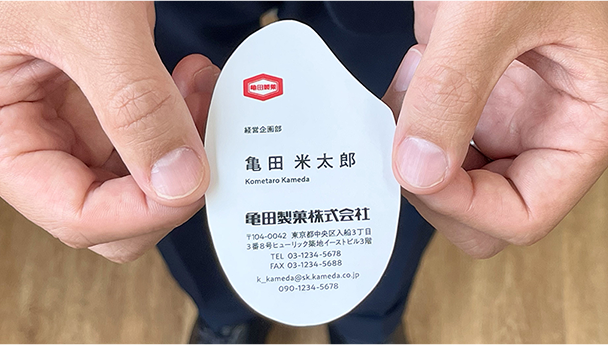 亀田製菓
経営企画部
亀田 米太郎
Kometaro Kameda
亀田製菓株式会社
〒104-0042 東京都中央区入船3丁目
3番8号ヒューリック築地イーストビル3階
TEL 03-1234-5678
FAX 03-1234-5688
k_kameda@sk.kameda.co.jp
090-1234-5678